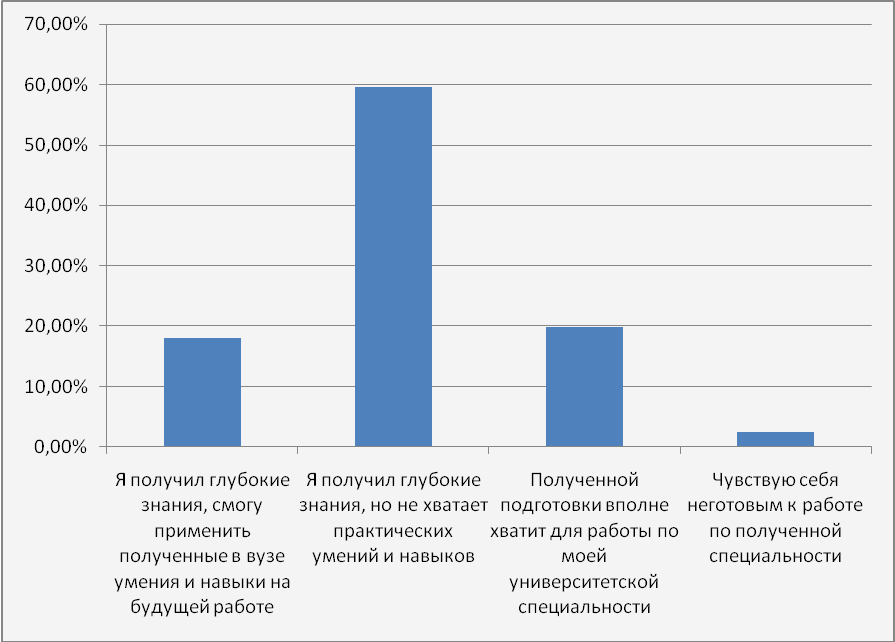 70,00%
60,00%
50,00%
40,00%
30,00%
20,00%
10,00%
0,00%
Я получил глубокие
знания, смогу
применить
полученные в вузе
умения и навыки на
будущей работе
Я получил глубокие
знания, но не хватает
практических
умений и навыков
Полученной
подготовки вполне
хватит для работы по
моей
университетской
специальности
Чувствую себя
неготовым к работе
по полученной
специальности